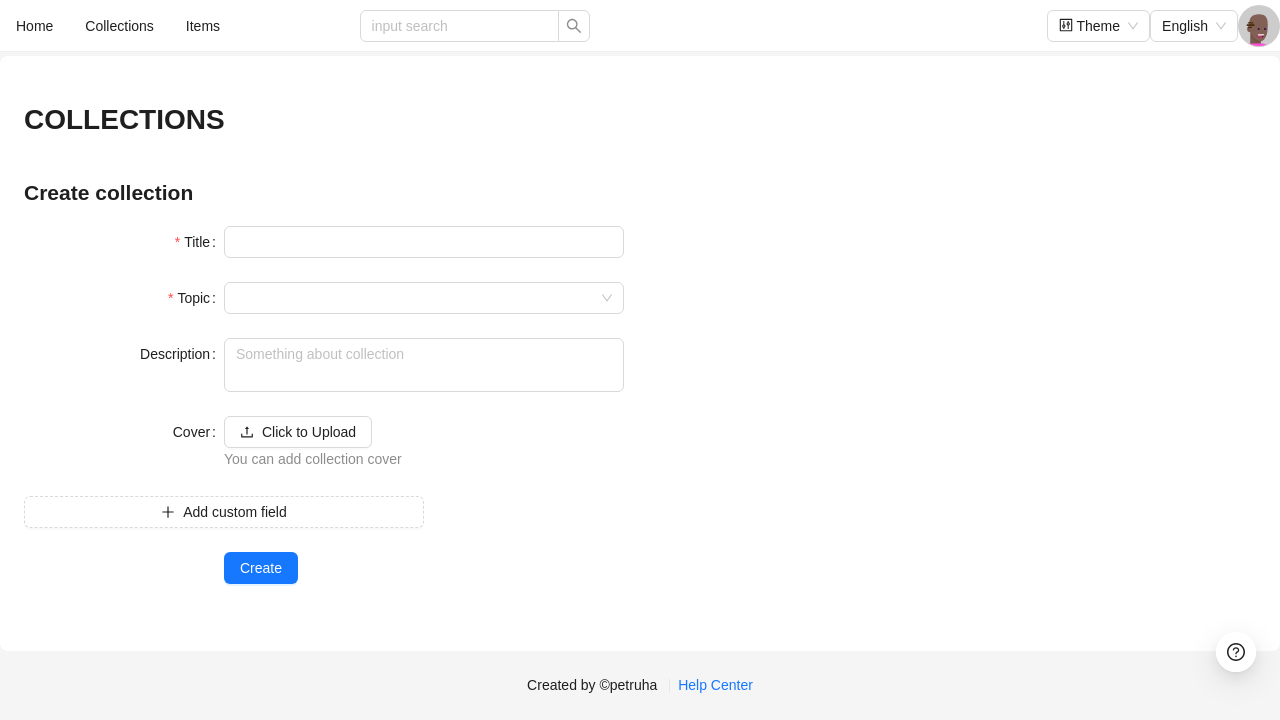 Home
Collections
Items
input search
Theme
English
COLLECTIONS
Create collection
* Title :
* Topic :
Description :
Something about collection
Cover :
Click to Upload
You can add collection cover
Add custom field
Create
Created by ©petruha
Help Center